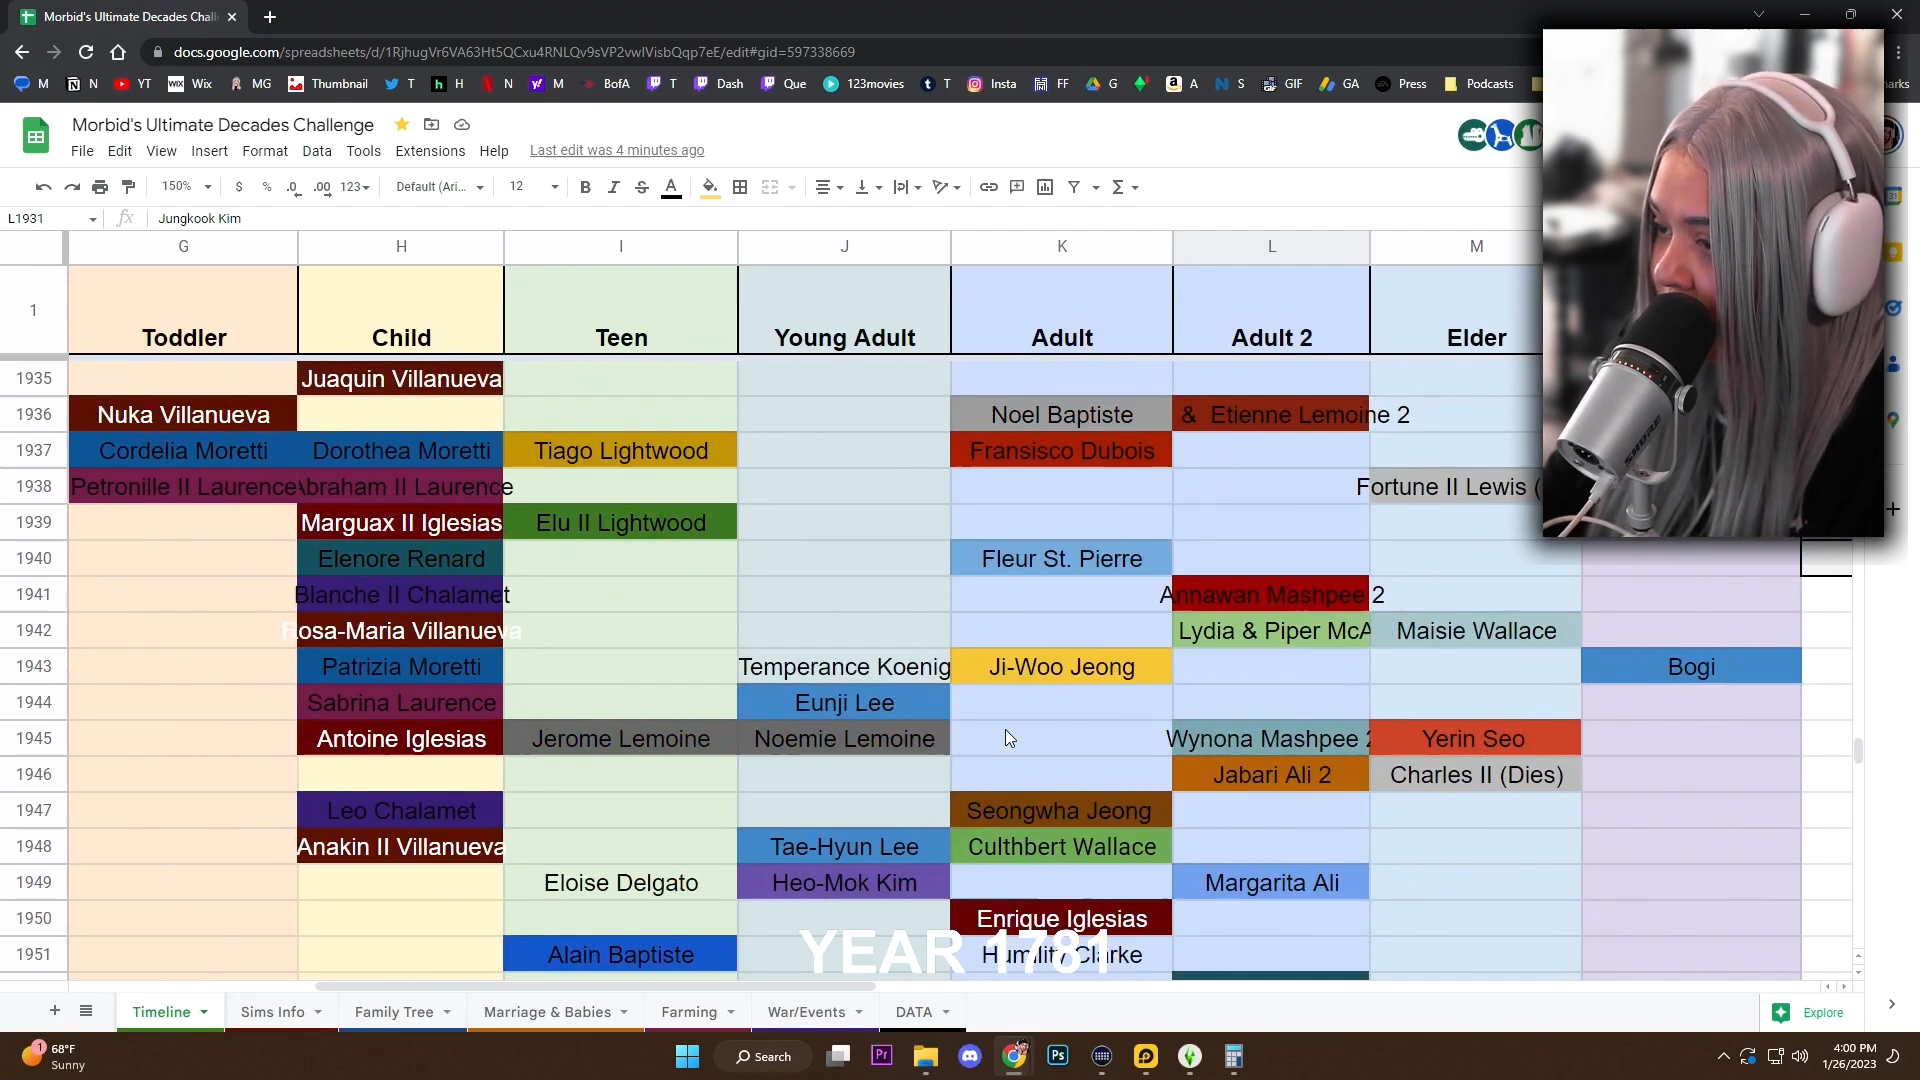 Morbid's Ultimate Decades Chall
docs.google.com/spreadsheets/d/1RjhugVr6VA63Ht5QCxu4RNLQv9sVP2vwlVisbQqp7eE/edit#gid=597338669
M N YT Wix MG Thumbnail T H N M BofA T Dash Que 123movies T Insta FF G A S GIF GA Press Podcasts arks
Morbid's Ultimate Decades Challenge
File Edit View Insert Format Data Tools Extensions Help Last edit was 4 minutes ago
150% $ % .0 .00 123 Default (Ari... 12 B I S A
L1931 fx Jungkook Kim
G H I J K L M
1 Toddler Child Teen Young Adult Adult Adult 2 Elder
1935 Juaquin Villanueva
1936 Nuka Villanueva Noel Baptiste & Etienne Lemoine 2
1937 Cordelia Moretti Dorothea Moretti Tiago Lightwood Fransisco Dubois
1938 Petronille II Laurence Abraham II Laurence Fortune II Lewis (
1939 Marguax II Iglesias Elu II Lightwood
1940 Elenore Renard Fleur St. Pierre
1941 Blanche II Chalamet Annawan Mashpee 2
1942 Rosa-Maria Villanueva Lydia & Piper McA Maisie Wallace
1943 Patrizia Moretti Temperance Koenig Ji-Woo Jeong Bogi
1944 Sabrina Laurence Eunji Lee
1945 Antoine Iglesias Jerome Lemoine Noemie Lemoine Wynona Mashpee 2 Yerin Seo
1946 Jabari Ali 2 Charles II (Dies)
1947 Leo Chalamet Seongwha Jeong
1948 Anakin II Villanueva Tae-Hyun Lee Culthbert Wallace
1949 Eloise Delgato Heo-Mok Kim Margarita Ali
1950 Enrique Iglesias
1951 Alain Baptiste Humility Clarke
YEAR 1781
SHURE
Timeline Sims Info Family Tree Marriage & Babies Farming War/Events DATA Explore
1 68°F
Sunny
Search
Pr Ps
4:00 PM
1/26/2023